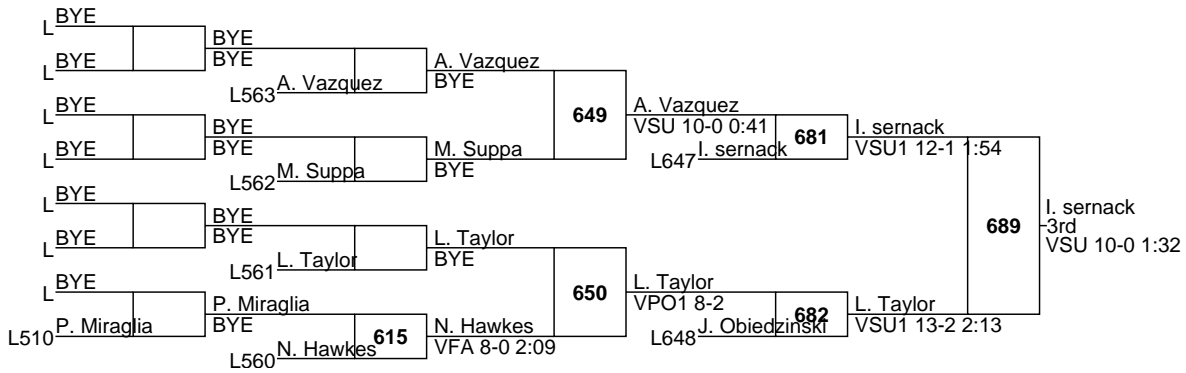 BYE
L
BYE
BYE
BYE
L
A. Vazquez
A. Vazquez
BYE
L563
BYE
L
649
A. Vazquez
VSU 10-0 0:41
BYE
BYE
L
M. Suppa
M. Suppa
BYE
L562
681
I. sernack
L647
I. sernack
VSU1 12-1 1:54
BYE
L
BYE
BYE
BYE
L
L. Taylor
L. Taylor
BYE
L561
689
I. sernack
3rd
VSU 10-0 1:32
BYE
L
P. Miraglia
BYE
P. Miraglia
L510
615
N. Hawkes
L560
N. Hawkes
VFA 8-0 2:09
650
L. Taylor
VPO1 8-2
682
J. Obiedzinski
L648
L. Taylor
VSU1 13-2 2:13